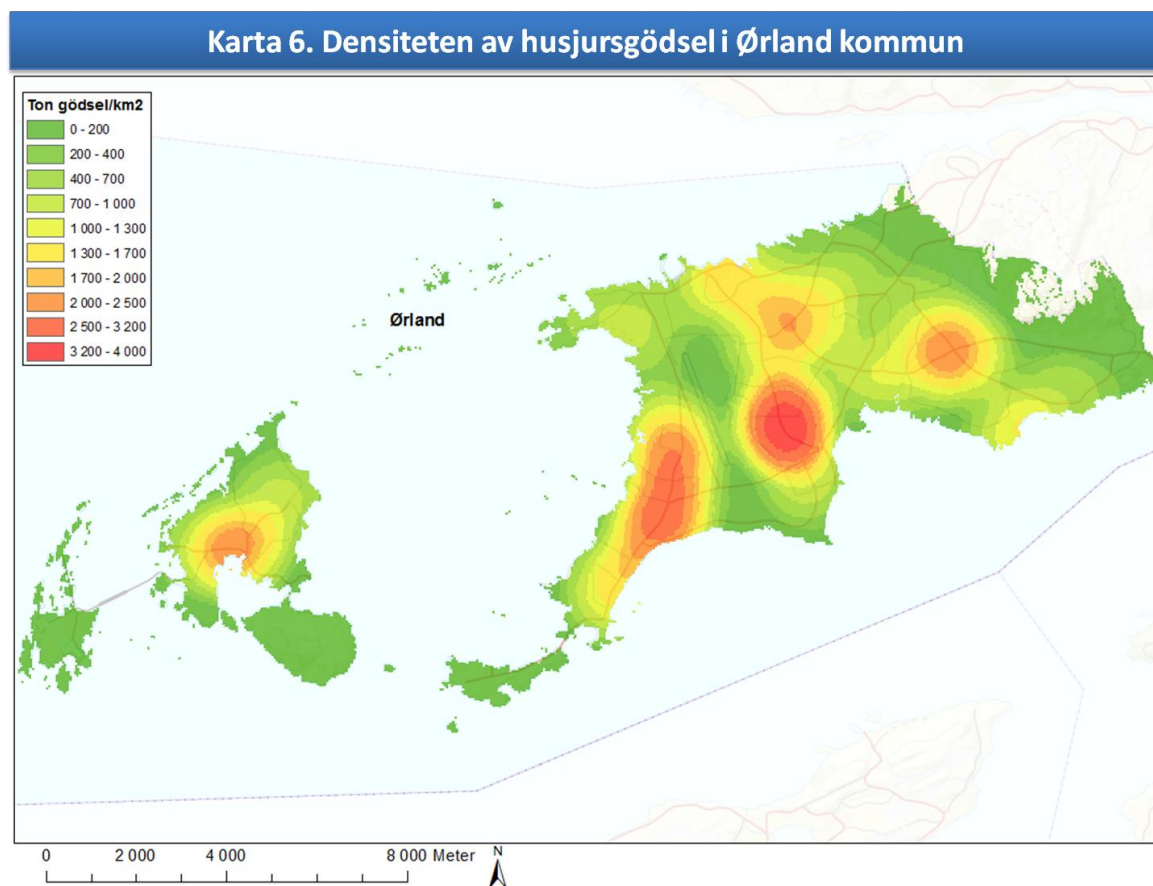 Karta 6. Densiteten av husjursgödsel i Ørland kommun
Ton gödsel/km2
0 - 200
200 - 400
400 - 700
700 - 1 000
1 000 - 1 300
1 300 - 1 700
1 700 - 2 000
2 000 - 2 500
2 500 - 3 200
3 200 - 4 000
Ørland
0 2 000 4 000 8 000 Meter
N